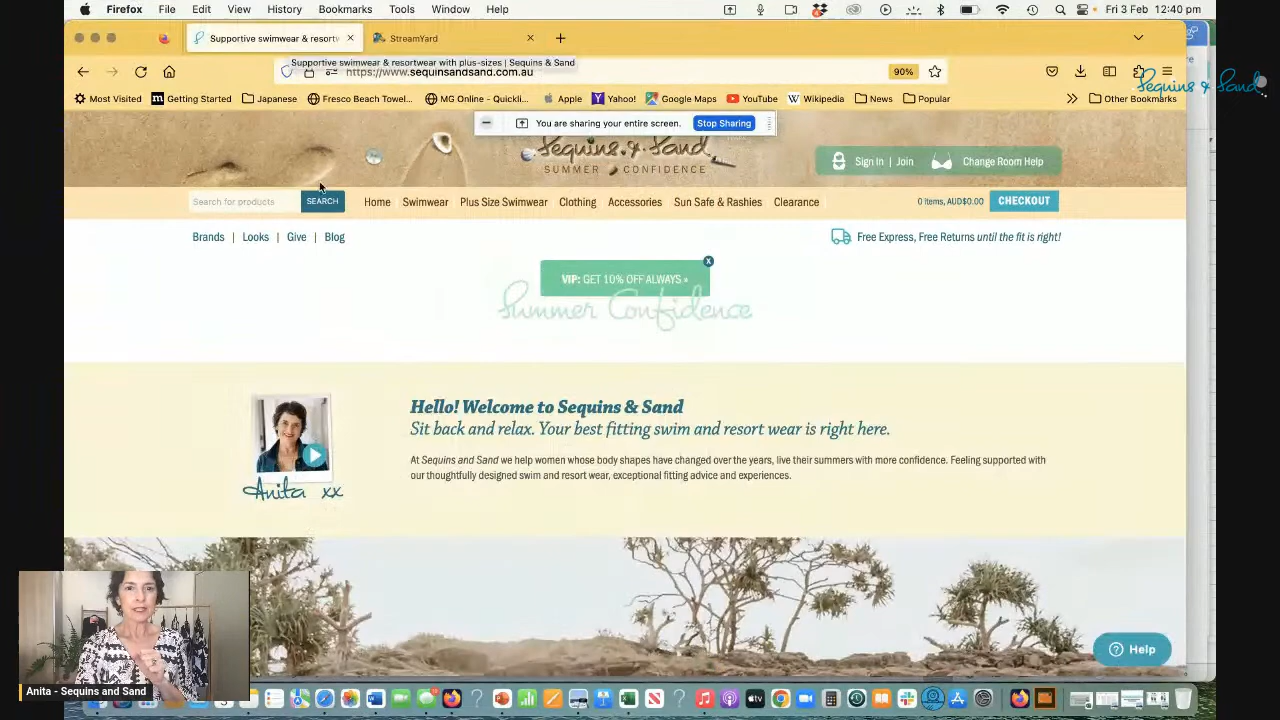 Firefox File Edit View History Bookmarks Tools Window Help Fri 3 Feb 12:40 pm
Supportive swimwear & resortw StreamYard
Supportive swimwear & resortwear with plus-sizes | Sequins & Sand
https://www.sequinsandsand.com.au 90%
Sequins & Sand
Most Visited Getting Started Japanese Fresco Beach Towel... MG Online - Quickli... Apple Yahoo! Google Maps YouTube Wikipedia News Popular Other Bookmarks
You are sharing your entire screen. Stop Sharing
Sequins & Sand
SUMMER CONFIDENCE
Sign In | Join Change Room Help
Search for products SEARCH Home Swimwear Plus Size Swimwear Clothing Accessories Sun Safe & Rashies Clearance 0 items, AUD$0.00 CHECKOUT
Brands | Looks | Give | Blog Free Express, Free Returns until the fit is right!
X
VIP: GET 10% OFF ALWAYS »
Summer Confidence
Hello! Welcome to Sequins & Sand
Sit back and relax. Your best fitting swim and resort wear is right here.
At Sequins and Sand we help women whose body shapes have changed over the years, live their summers with more confidence. Feeling supported with
our thoughtfully designed swim and resort wear, exceptional fitting advice and experiences.
Anita xx
Help
Anita - Sequins and Sand